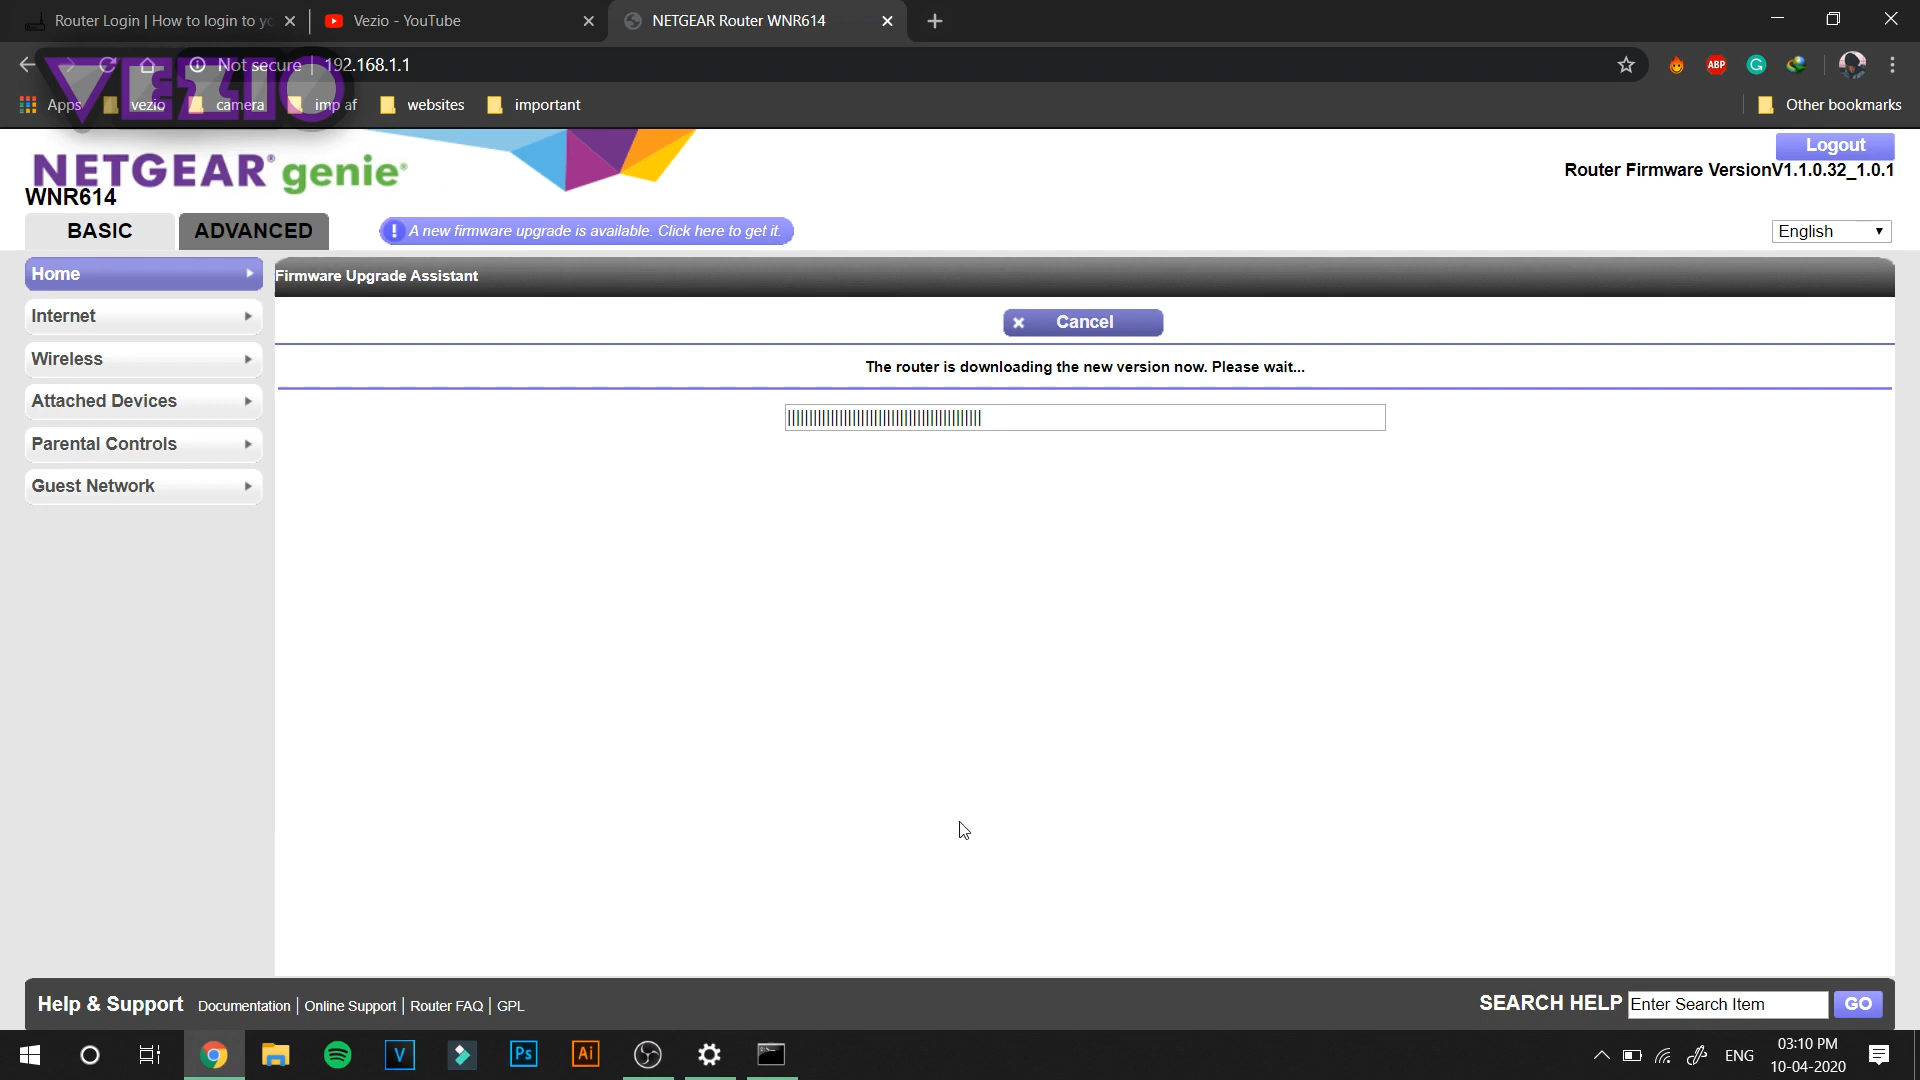 Router Login | How to login to yo
Vezio - YouTube
NETGEAR Router WNR614
Not secure | 192.168.1.1
ABP
VEZIO
Apps
vezio
camera
imp af
websites
important
Other bookmarks
NETGEAR® genie®
WNR614
Logout
Router Firmware VersionV1.1.0.32_1.0.1
BASIC
ADVANCED
! A new firmware upgrade is available. Click here to get it.
English
Home
Internet
Wireless
Attached Devices
Parental Controls
Guest Network
Firmware Upgrade Assistant
Cancel
The router is downloading the new version now. Please wait...
Help & Support
Documentation | Online Support | Router FAQ | GPL
SEARCH HELP
Enter Search Item
GO
V
Ps
Ai
ENG
03:10 PM
10-04-2020